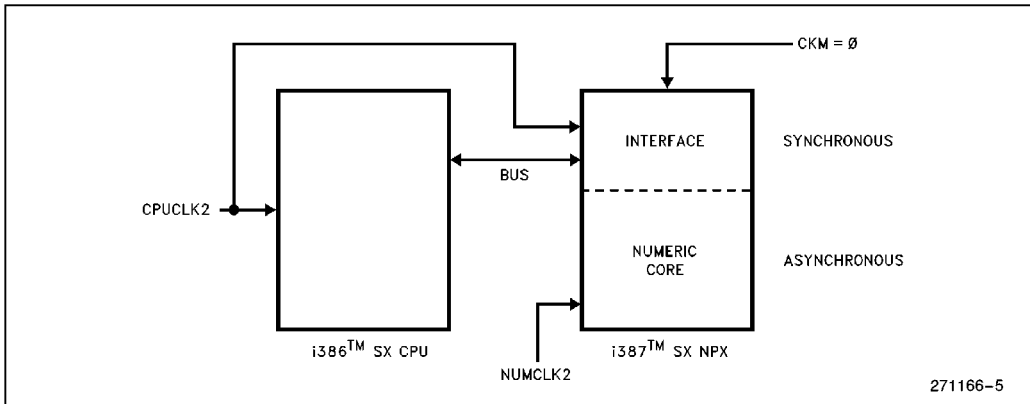 CKM = Ø
INTERFACE
SYNCHRONOUS
BUS
CPUCLK2
NUMERIC
CORE
ASYNCHRONOUS
i386™ SX CPU
i387™ SX NPX
NUMCLK2
271166-5